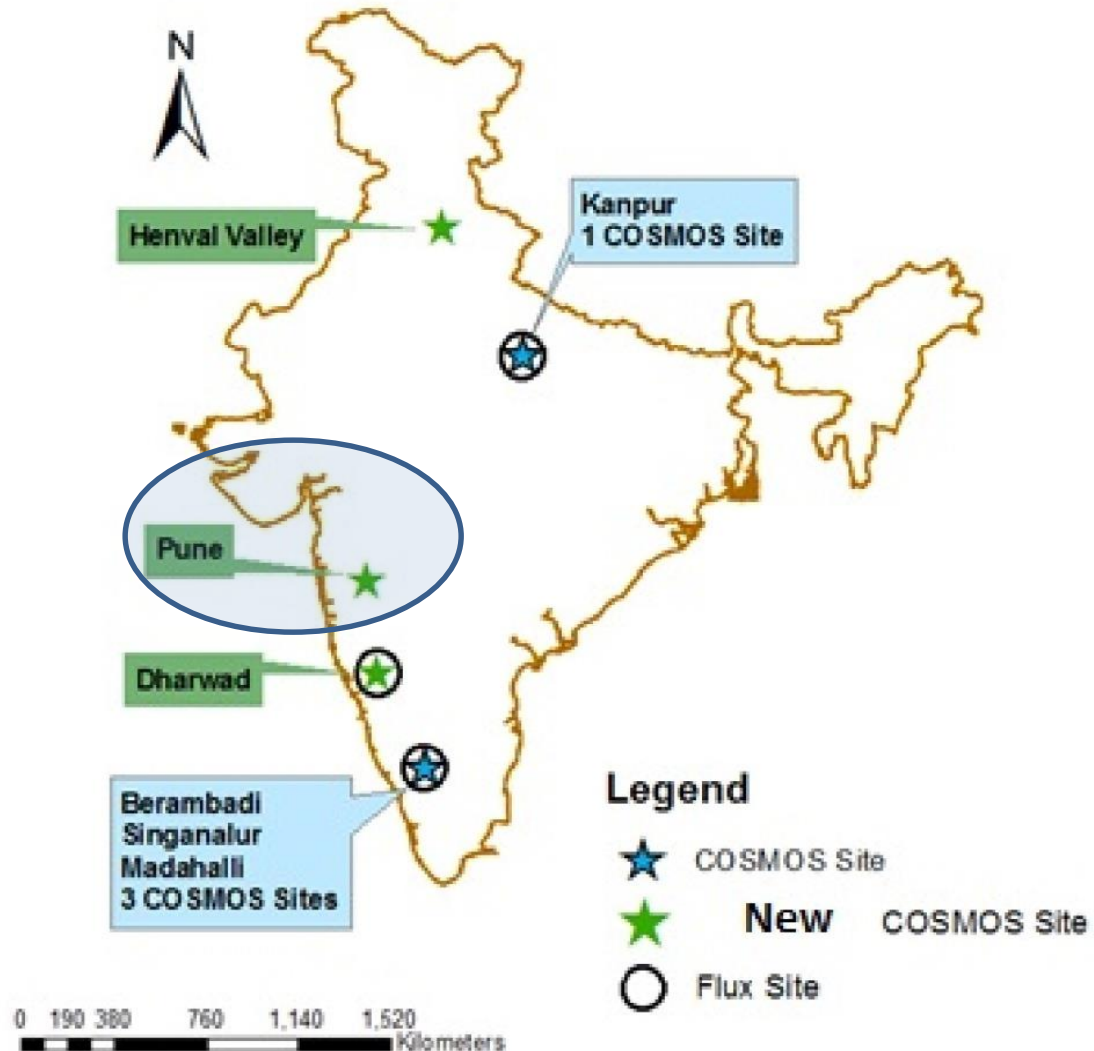 N
Henval Valley
Kanpur
1 COSMOS Site
Pune
Dharwad
Berambadi
Singanalur
Madahalli
3 COSMOS Sites
Legend
COSMOS Site
New COSMOS Site
Flux Site
0 190 380 760 1,140 1,520
Kilometers